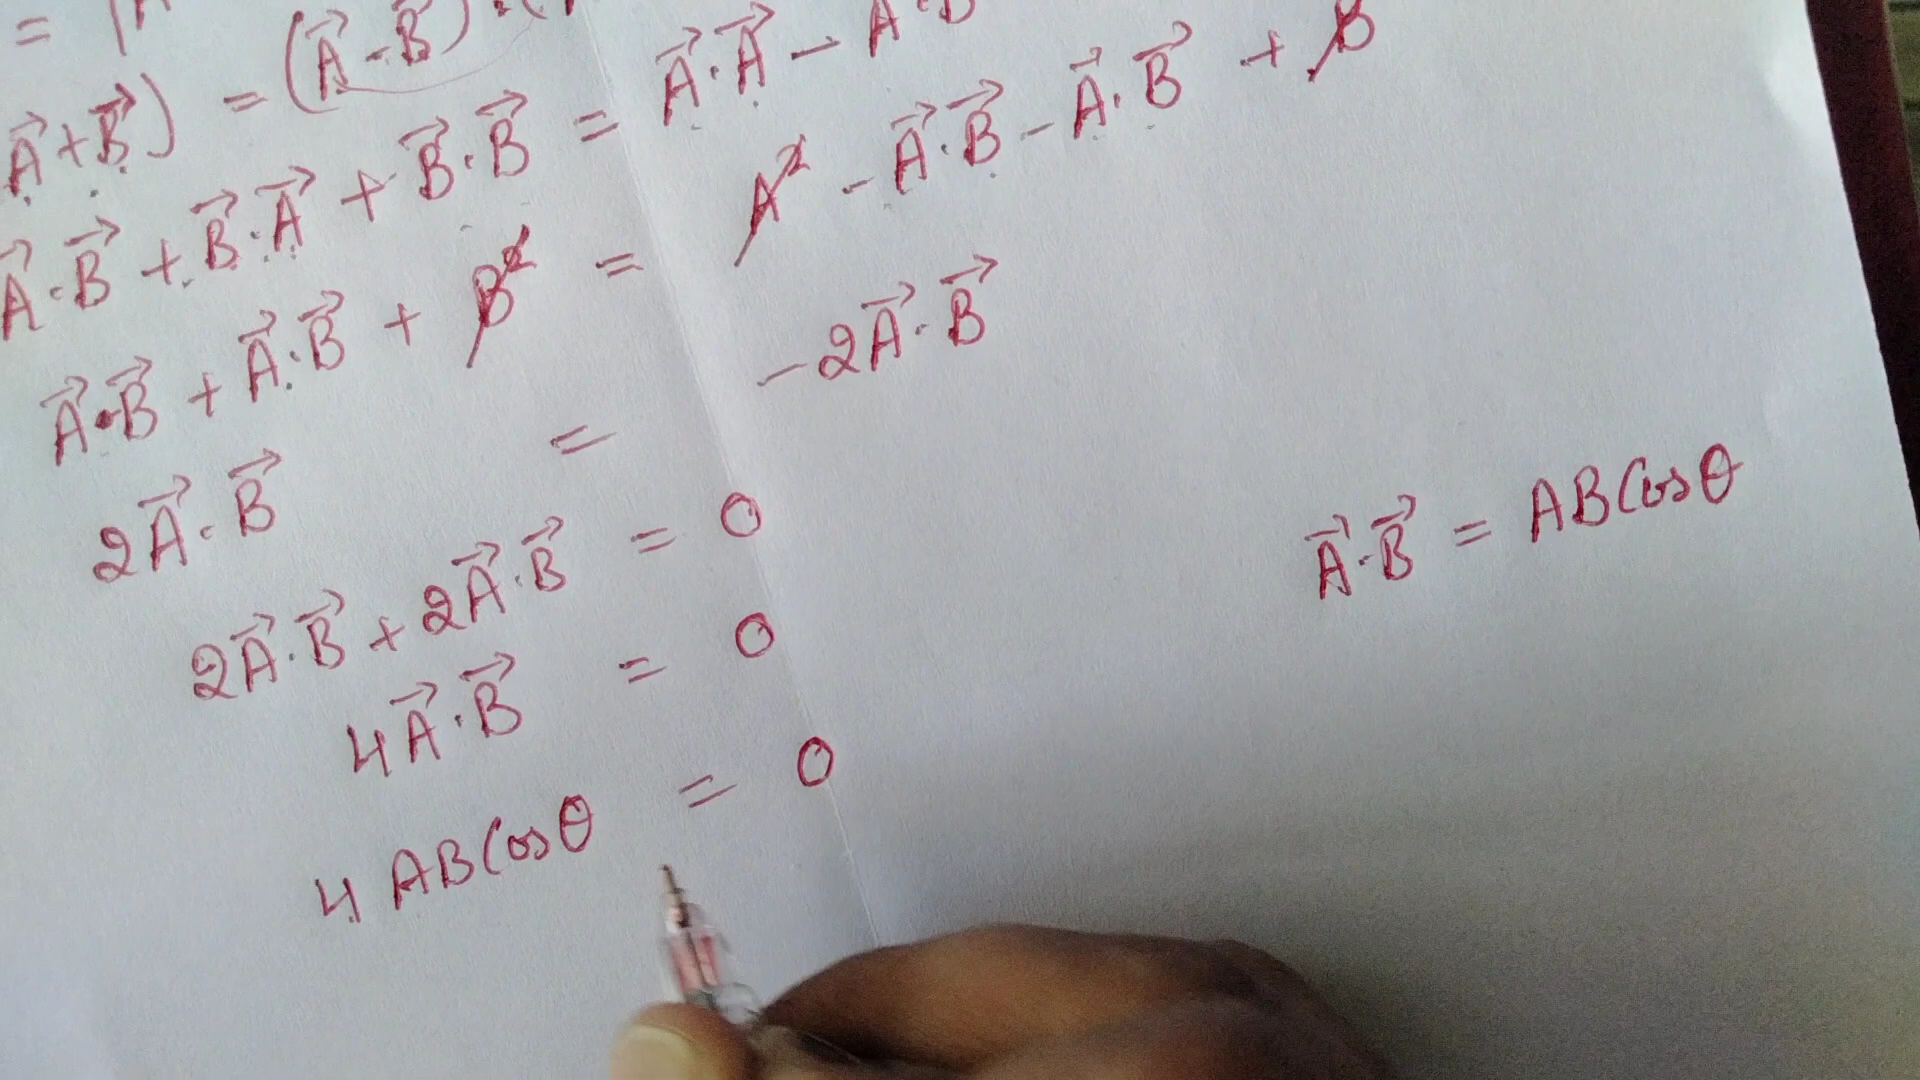 = |A
A⃗ + B⃗) = (A⃗ - B⃗) · (
A⃗ · B⃗ + B⃗ · A⃗ + B⃗ · B⃗ = A⃗ · A⃗ - A · B
A⃗ · B⃗ + A⃗ · B⃗ + B² = A² - A⃗ · B⃗ - A⃗ · B⃗ + B
2A⃗ · B⃗ = -2A⃗ · B⃗
2A⃗ · B⃗ + 2A⃗ · B⃗ = 0
A⃗ · B⃗ = AB Cosθ
4A⃗ · B⃗ = 0
4 AB Cosθ = 0